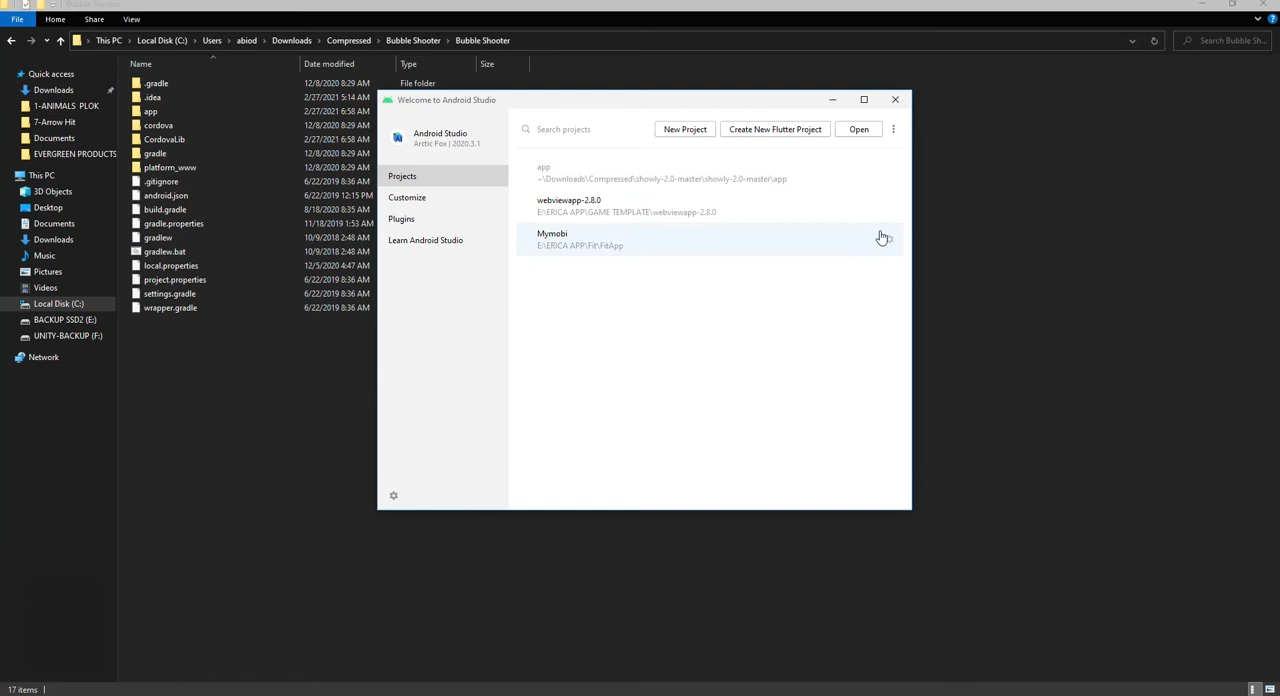 Bubble Shooter
File Home Share View
This PC Local Disk (C:) Users abiod Downloads Compressed Bubble Shooter Bubble Shooter Search Bubble Sh...
Name Date modified Type Size
Quick access
Downloads
1-ANIMALS PLOK
7-Arrow Hit
Documents
EVERGREEN PRODUCTS
This PC
3D Objects
Desktop
Documents
Downloads
Music
Pictures
Videos
Local Disk (C:)
BACKUP SSD2 (E:)
UNITY-BACKUP (F:)
Network
.gradle 12/8/2020 8:29 AM File folder
.idea 2/27/2021 5:14 AM
app 2/27/2021 6:58 AM
cordova 12/8/2020 8:29 AM
CordovaLib 2/27/2021 6:58 AM
gradle 12/8/2020 8:29 AM
platform_www 12/8/2020 8:29 AM
.gitignore 6/22/2019 8:36 AM
android.json 6/22/2019 12:15 PM
build.gradle 8/18/2020 8:35 AM
gradle.properties 11/18/2019 1:53 AM
gradlew 10/9/2018 2:48 AM
gradlew.bat 10/9/2018 2:48 AM
local.properties 12/5/2020 4:47 AM
project.properties 6/22/2019 8:36 AM
settings.gradle 6/22/2019 8:36 AM
wrapper.gradle 6/22/2019 8:36 AM
Welcome to Android Studio
Android Studio
Arctic Fox | 2020.3.1
Projects
Customize
Plugins
Learn Android Studio
Search projects New Project Create New Flutter Project Open
app
~\Downloads\Compressed\showly-2.0-master\showly-2.0-master\app
webviewapp-2.8.0
E:\ERICA APP\GAME TEMPLATE\webviewapp-2.8.0
Mymobi
E:\ERICA APP\Fit\FitApp
17 items